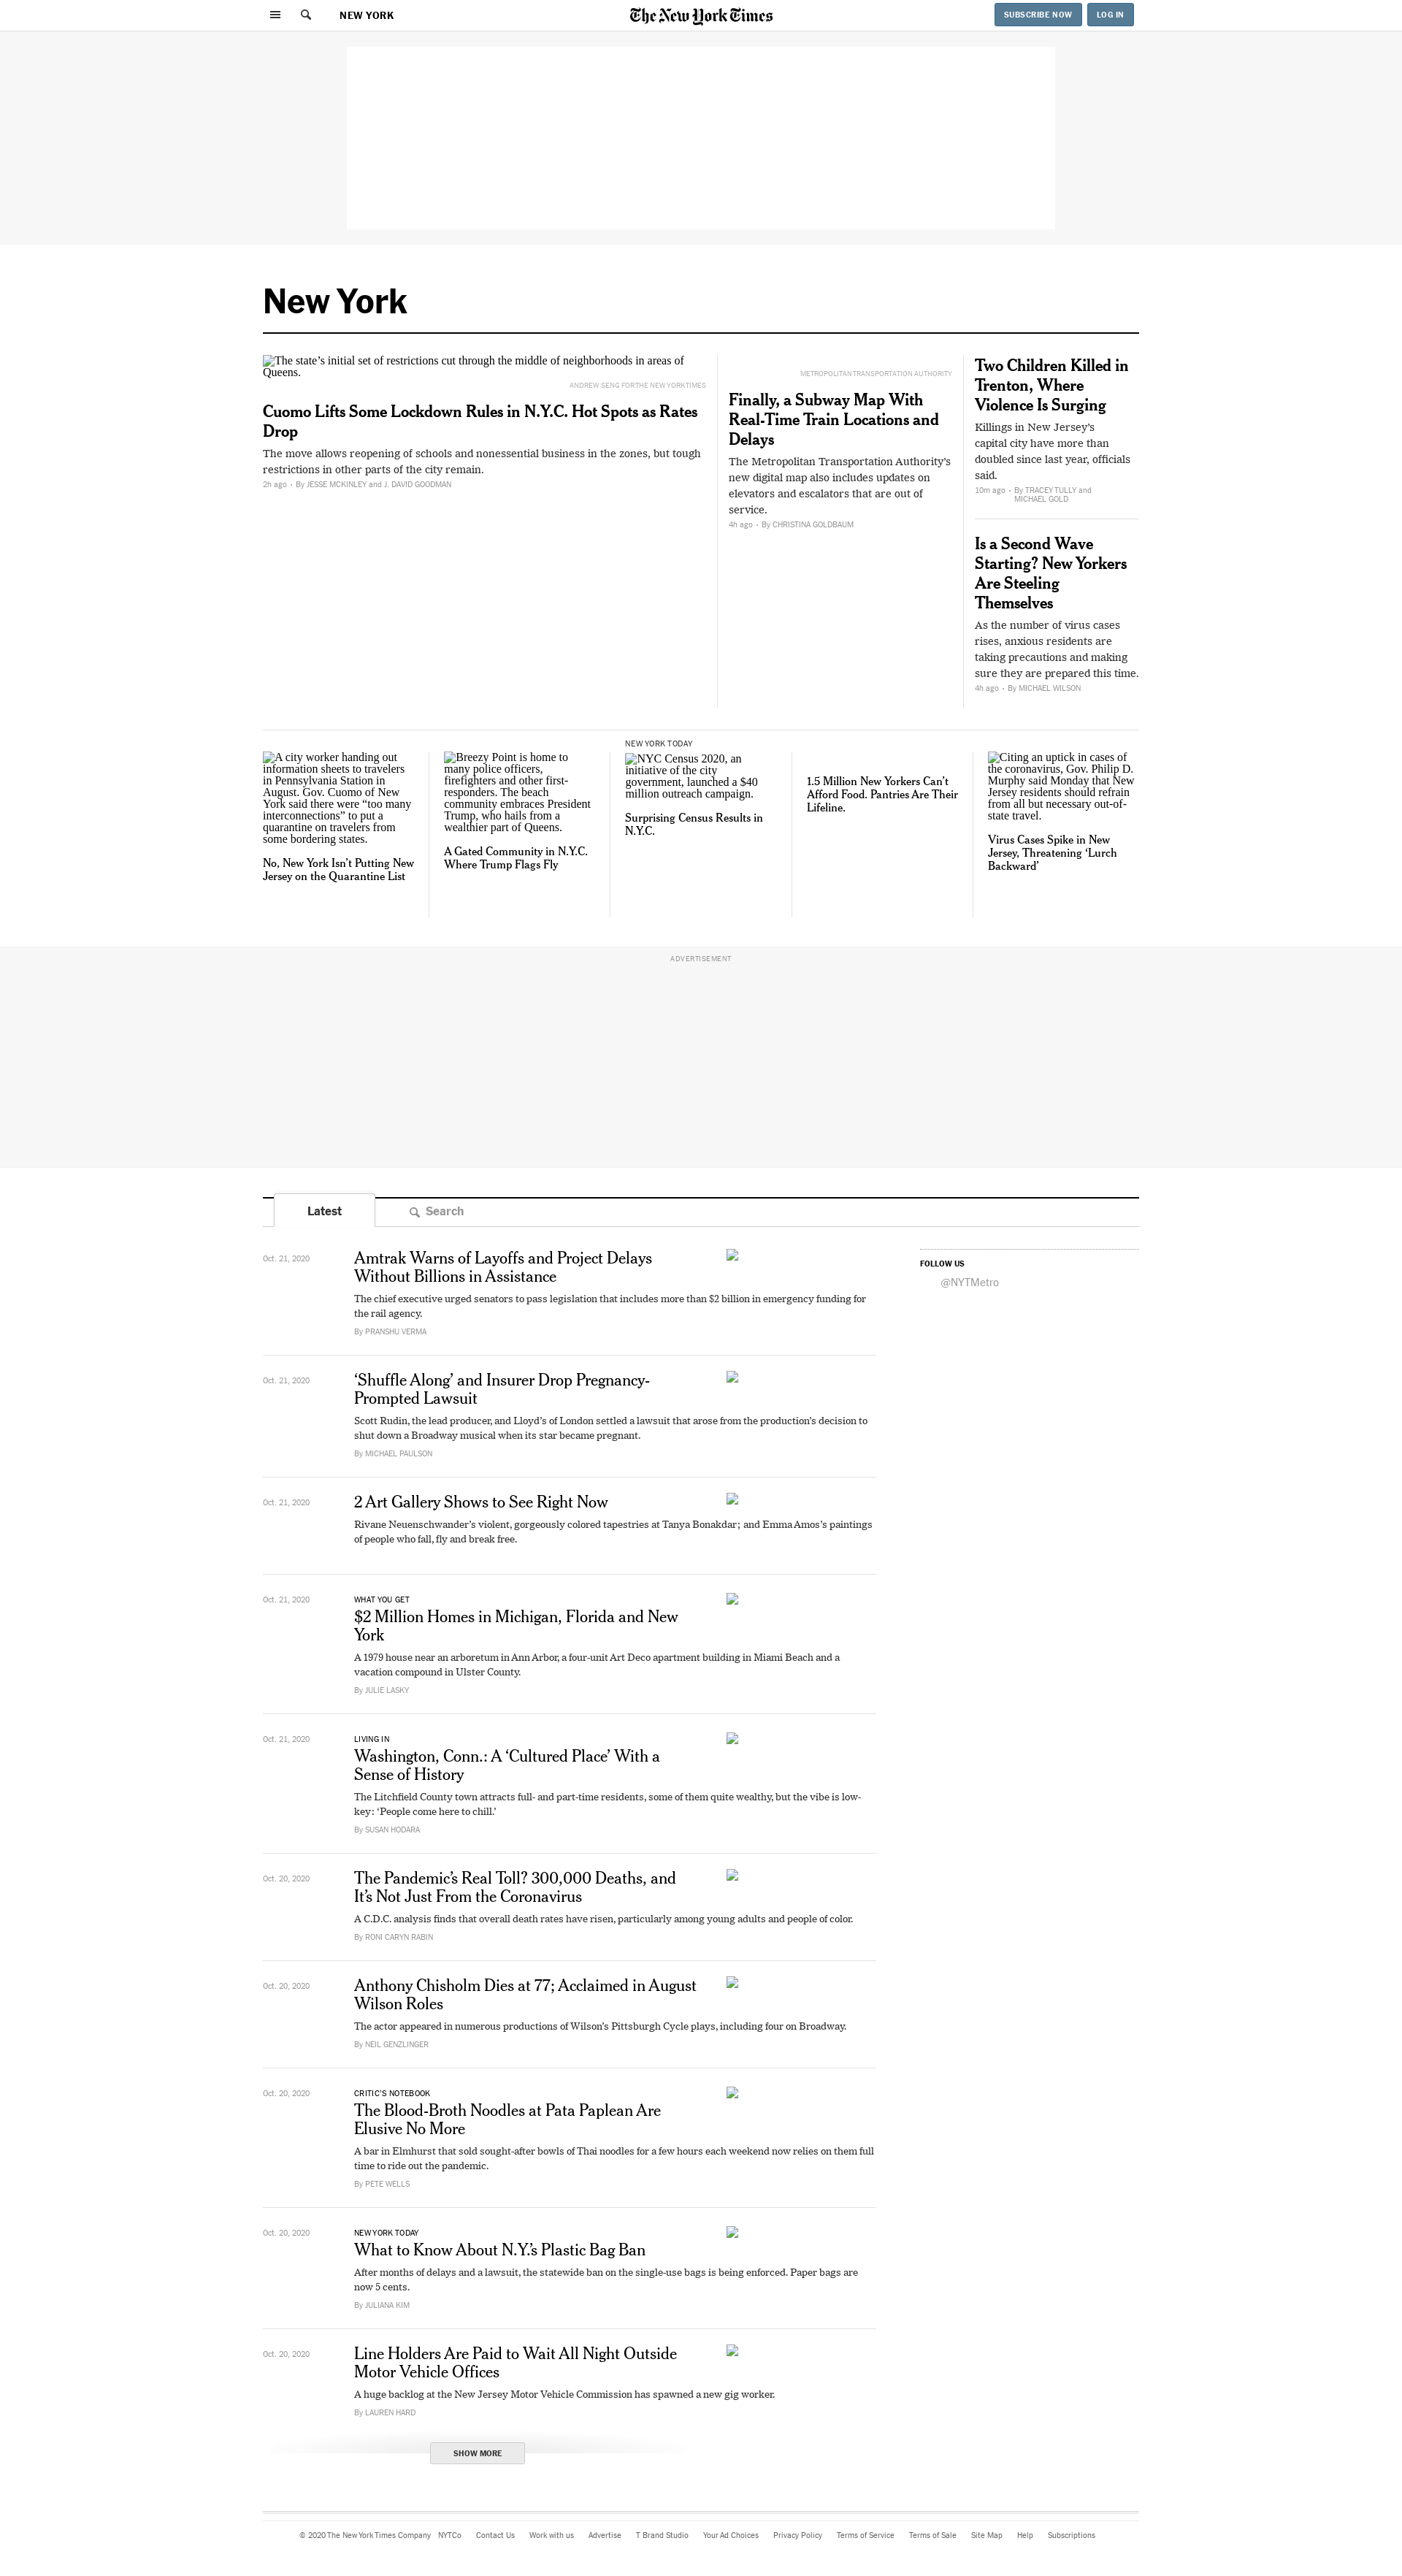 NEW YORK
The New York Times
SUBSCRIBE NOW
LOG IN
New York
The state’s initial set of restrictions cut through the middle of neighborhoods in areas of
Queens.
ANDREW SENG FOR THE NEW YORK TIMES
Cuomo Lifts Some Lockdown Rules in N.Y.C. Hot Spots as Rates
Drop
The move allows reopening of schools and nonessential business in the zones, but tough
restrictions in other parts of the city remain.
2h ago • By JESSE MCKINLEY and J. DAVID GOODMAN
METROPOLITAN TRANSPORTATION AUTHORITY
Finally, a Subway Map With
Real-Time Train Locations and
Delays
The Metropolitan Transportation Authority’s
new digital map also includes updates on
elevators and escalators that are out of
service.
4h ago • By CHRISTINA GOLDBAUM
Two Children Killed in
Trenton, Where
Violence Is Surging
Killings in New Jersey’s
capital city have more than
doubled since last year, officials
said.
10m ago • By TRACEY TULLY and
MICHAEL GOLD
Is a Second Wave
Starting? New Yorkers
Are Steeling
Themselves
As the number of virus cases
rises, anxious residents are
taking precautions and making
sure they are prepared this time.
4h ago • By MICHAEL WILSON
A city worker handing out
information sheets to travelers
in Pennsylvania Station in
August. Gov. Cuomo of New
York said there were “too many
interconnections” to put a
quarantine on travelers from
some bordering states.
No, New York Isn’t Putting New
Jersey on the Quarantine List
Breezy Point is home to
many police officers,
firefighters and other first-
responders. The beach
community embraces President
Trump, who hails from a
wealthier part of Queens.
A Gated Community in N.Y.C.
Where Trump Flags Fly
NEW YORK TODAY
NYC Census 2020, an
initiative of the city
government, launched a $40
million outreach campaign.
Surprising Census Results in
N.Y.C.
1.5 Million New Yorkers Can’t
Afford Food. Pantries Are Their
Lifeline.
Citing an uptick in cases of
the coronavirus, Gov. Philip D.
Murphy said Monday that New
Jersey residents should refrain
from all but necessary out-of-
state travel.
Virus Cases Spike in New
Jersey, Threatening ‘Lurch
Backward’
ADVERTISEMENT
Latest
Search
Oct. 21, 2020
Amtrak Warns of Layoffs and Project Delays
Without Billions in Assistance
The chief executive urged senators to pass legislation that includes more than $2 billion in emergency funding for
the rail agency.
By PRANSHU VERMA
FOLLOW US
@NYTMetro
Oct. 21, 2020
‘Shuffle Along’ and Insurer Drop Pregnancy-
Prompted Lawsuit
Scott Rudin, the lead producer, and Lloyd’s of London settled a lawsuit that arose from the production’s decision to
shut down a Broadway musical when its star became pregnant.
By MICHAEL PAULSON
Oct. 21, 2020
2 Art Gallery Shows to See Right Now
Rivane Neuenschwander’s violent, gorgeously colored tapestries at Tanya Bonakdar; and Emma Amos’s paintings
of people who fall, fly and break free.
Oct. 21, 2020
WHAT YOU GET
$2 Million Homes in Michigan, Florida and New
York
A 1979 house near an arboretum in Ann Arbor, a four-unit Art Deco apartment building in Miami Beach and a
vacation compound in Ulster County.
By JULIE LASKY
Oct. 21, 2020
LIVING IN
Washington, Conn.: A ‘Cultured Place’ With a
Sense of History
The Litchfield County town attracts full- and part-time residents, some of them quite wealthy, but the vibe is low-
key: ‘People come here to chill.’
By SUSAN HODARA
Oct. 20, 2020
The Pandemic’s Real Toll? 300,000 Deaths, and
It’s Not Just From the Coronavirus
A C.D.C. analysis finds that overall death rates have risen, particularly among young adults and people of color.
By RONI CARYN RABIN
Oct. 20, 2020
Anthony Chisholm Dies at 77; Acclaimed in August
Wilson Roles
The actor appeared in numerous productions of Wilson’s Pittsburgh Cycle plays, including four on Broadway.
By NEIL GENZLINGER
Oct. 20, 2020
CRITIC’S NOTEBOOK
The Blood-Broth Noodles at Pata Paplean Are
Elusive No More
A bar in Elmhurst that sold sought-after bowls of Thai noodles for a few hours each weekend now relies on them full
time to ride out the pandemic.
By PETE WELLS
Oct. 20, 2020
NEW YORK TODAY
What to Know About N.Y.’s Plastic Bag Ban
After months of delays and a lawsuit, the statewide ban on the single-use bags is being enforced. Paper bags are
now 5 cents.
By JULIANA KIM
Oct. 20, 2020
Line Holders Are Paid to Wait All Night Outside
Motor Vehicle Offices
A huge backlog at the New Jersey Motor Vehicle Commission has spawned a new gig worker.
By LAUREN HARD
SHOW MORE
© 2020 The New York Times Company NYTCo Contact Us Work with us Advertise T Brand Studio Your Ad Choices Privacy Policy Terms of Service Terms of Sale Site Map Help Subscriptions